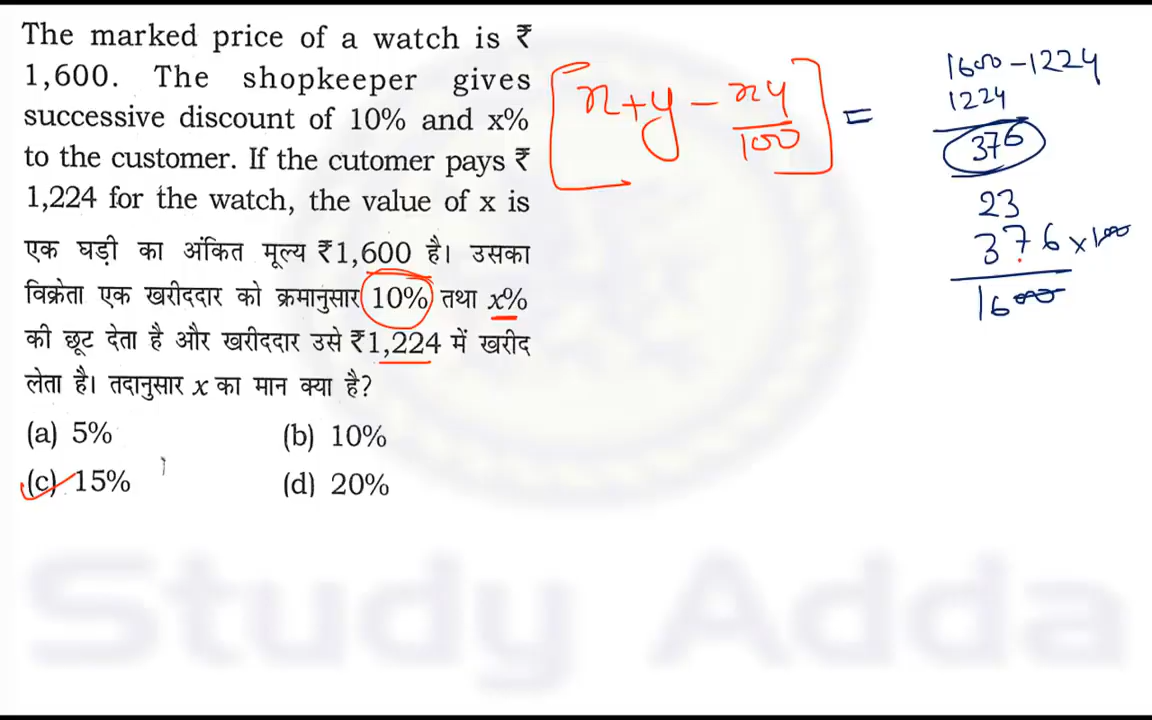 The marked price of a watch is ₹
1,600. The shopkeeper gives
successive discount of 10% and x%
to the customer. If the cutomer pays ₹
1,224 for the watch, the value of x is
एक घड़ी का अंकित मूल्य ₹1,600 है। उसका
विक्रेता एक खरीददार को क्रमानुसार 10% तथा x%
की छूट देता है और खरीददार उसे ₹1,224 में खरीद
लेता है। तदानुसार x का मान क्या है?
(a) 5% (b) 10%
(c) 15% (d) 20%
[x+y-xy/100] =
1600-1224
1224
376
23
376×100
1600
Study Adda